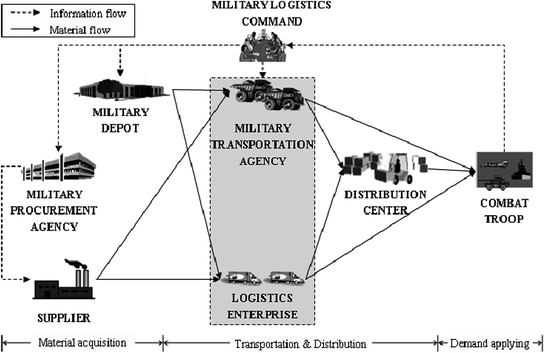 Information flow
Material flow
MILITARY LOGISTICS
COMMAND
MILITARY
DEPOT
MILITARY
TRANSPORTATION
AGENCY
MILITARY
PROCUREMENT
AGENCY
DISTRIBUTION
CENTER
COMBAT
TROOP
SUPPLIER
LOGISTICS
ENTERPRISE
Material acquisition
Transportation & Distribution
Demand applying